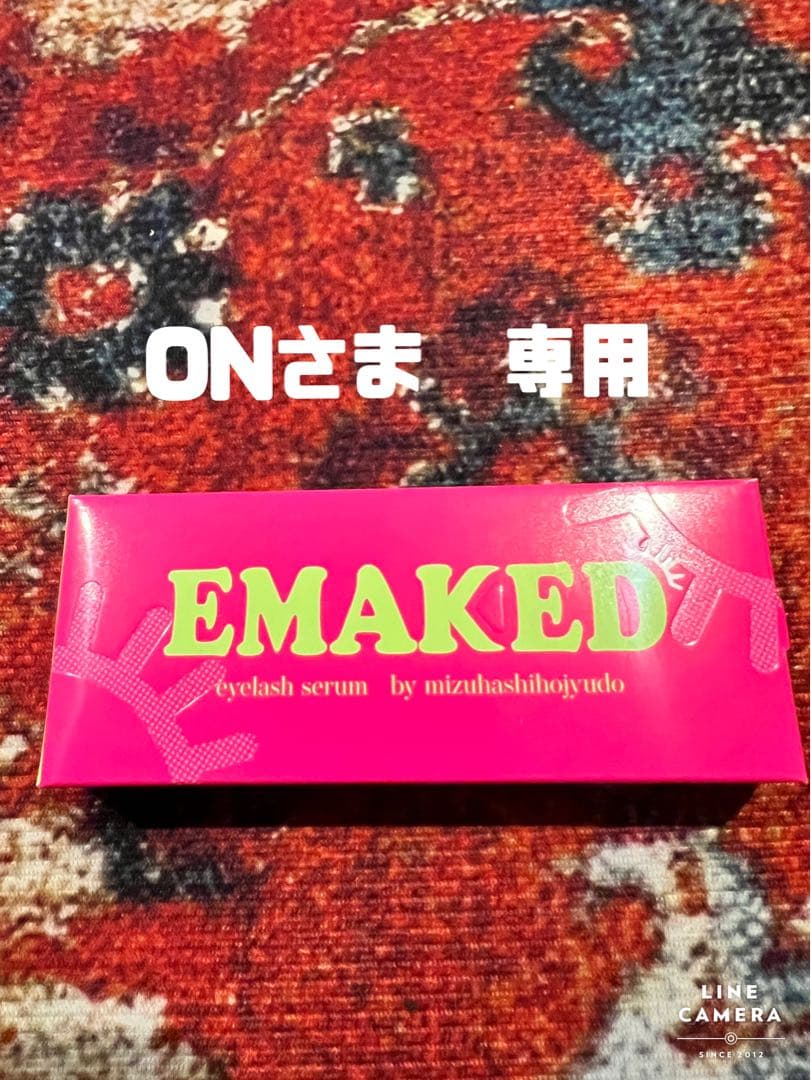 ONさま　専用
EMAKED
eyelash serum by mizuhashihojyudo
LINE
CAMERA
SINCE 2012